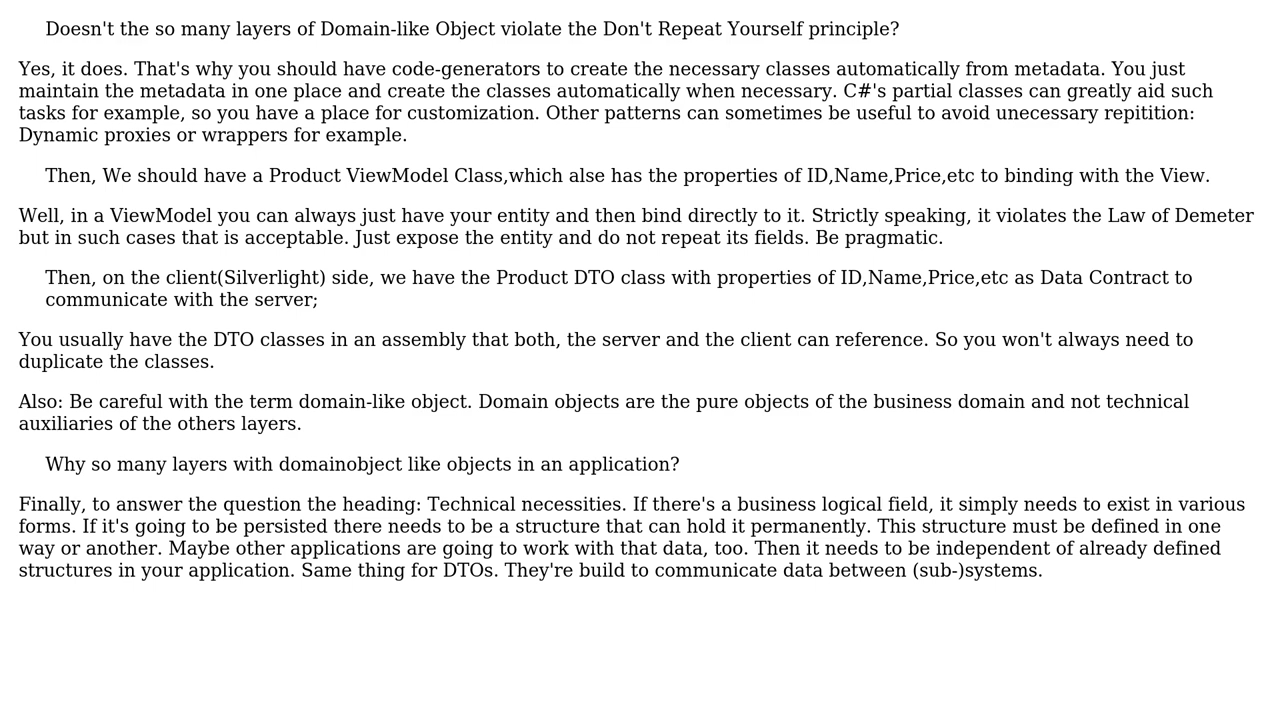 Doesn't the so many layers of Domain-like Object violate the Don't Repeat Yourself principle?
Yes, it does. That's why you should have code-generators to create the necessary classes automatically from metadata. You just
maintain the metadata in one place and create the classes automatically when necessary. C#'s partial classes can greatly aid such
tasks for example, so you have a place for customization. Other patterns can sometimes be useful to avoid unecessary repitition:
Dynamic proxies or wrappers for example.
Then, We should have a Product ViewModel Class,which alse has the properties of ID,Name,Price,etc to binding with the View.
Well, in a ViewModel you can always just have your entity and then bind directly to it. Strictly speaking, it violates the Law of Demeter
but in such cases that is acceptable. Just expose the entity and do not repeat its fields. Be pragmatic.
Then, on the client(Silverlight) side, we have the Product DTO class with properties of ID,Name,Price,etc as Data Contract to
communicate with the server;
You usually have the DTO classes in an assembly that both, the server and the client can reference. So you won't always need to
duplicate the classes.
Also: Be careful with the term domain-like object. Domain objects are the pure objects of the business domain and not technical
auxiliaries of the others layers.
Why so many layers with domainobject like objects in an application?
Finally, to answer the question the heading: Technical necessities. If there's a business logical field, it simply needs to exist in various
forms. If it's going to be persisted there needs to be a structure that can hold it permanently. This structure must be defined in one
way or another. Maybe other applications are going to work with that data, too. Then it needs to be independent of already defined
structures in your application. Same thing for DTOs. They're build to communicate data between (sub-)systems.